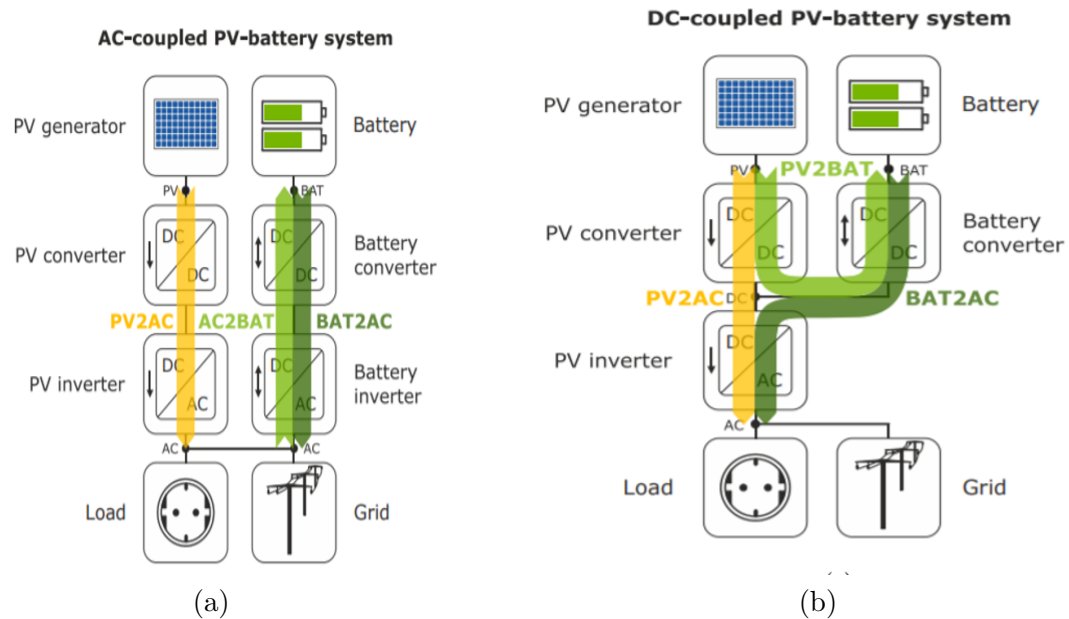 AC-coupled PV-battery system
PV generator
Battery
PV
BAT
PV converter
DC
DC
DC
DC
Battery
converter
PV2AC
AC2BAT
BAT2AC
PV inverter
DC
AC
DC
AC
Battery
inverter
AC
AC
Load
Grid
(a)
DC-coupled PV-battery system
PV generator
Battery
PV
PV2BAT
BAT
PV converter
DC
DC
DC
DC
Battery
converter
PV2AC
DC
BAT2AC
PV inverter
DC
AC
AC
Load
Grid
(b)